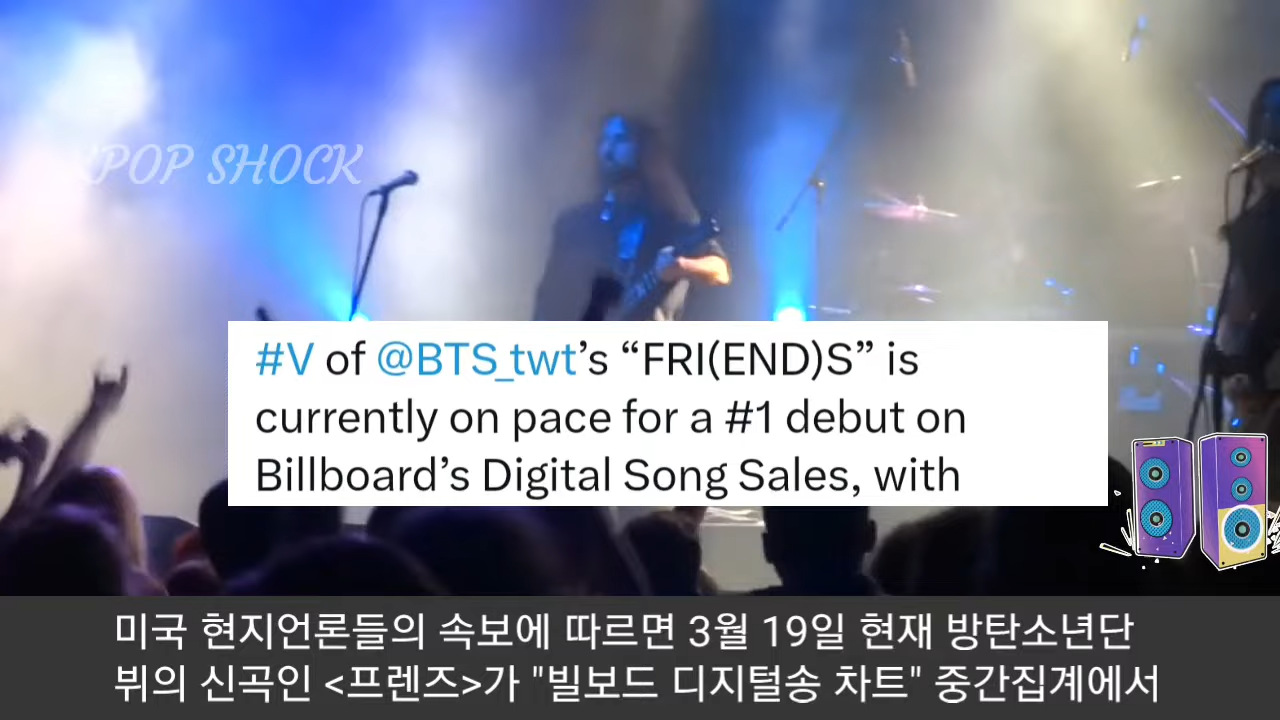 KPOP SHOCK
#V of @BTS_twt’s “FRI(END)S” is
currently on pace for a #1 debut on
Billboard’s Digital Song Sales, with
미국 현지언론들의 속보에 따르면 3월 19일 현재 방탄소년단
뷔의 신곡인 <프렌즈>가 "빌보드 디지털송 차트" 중간집계에서